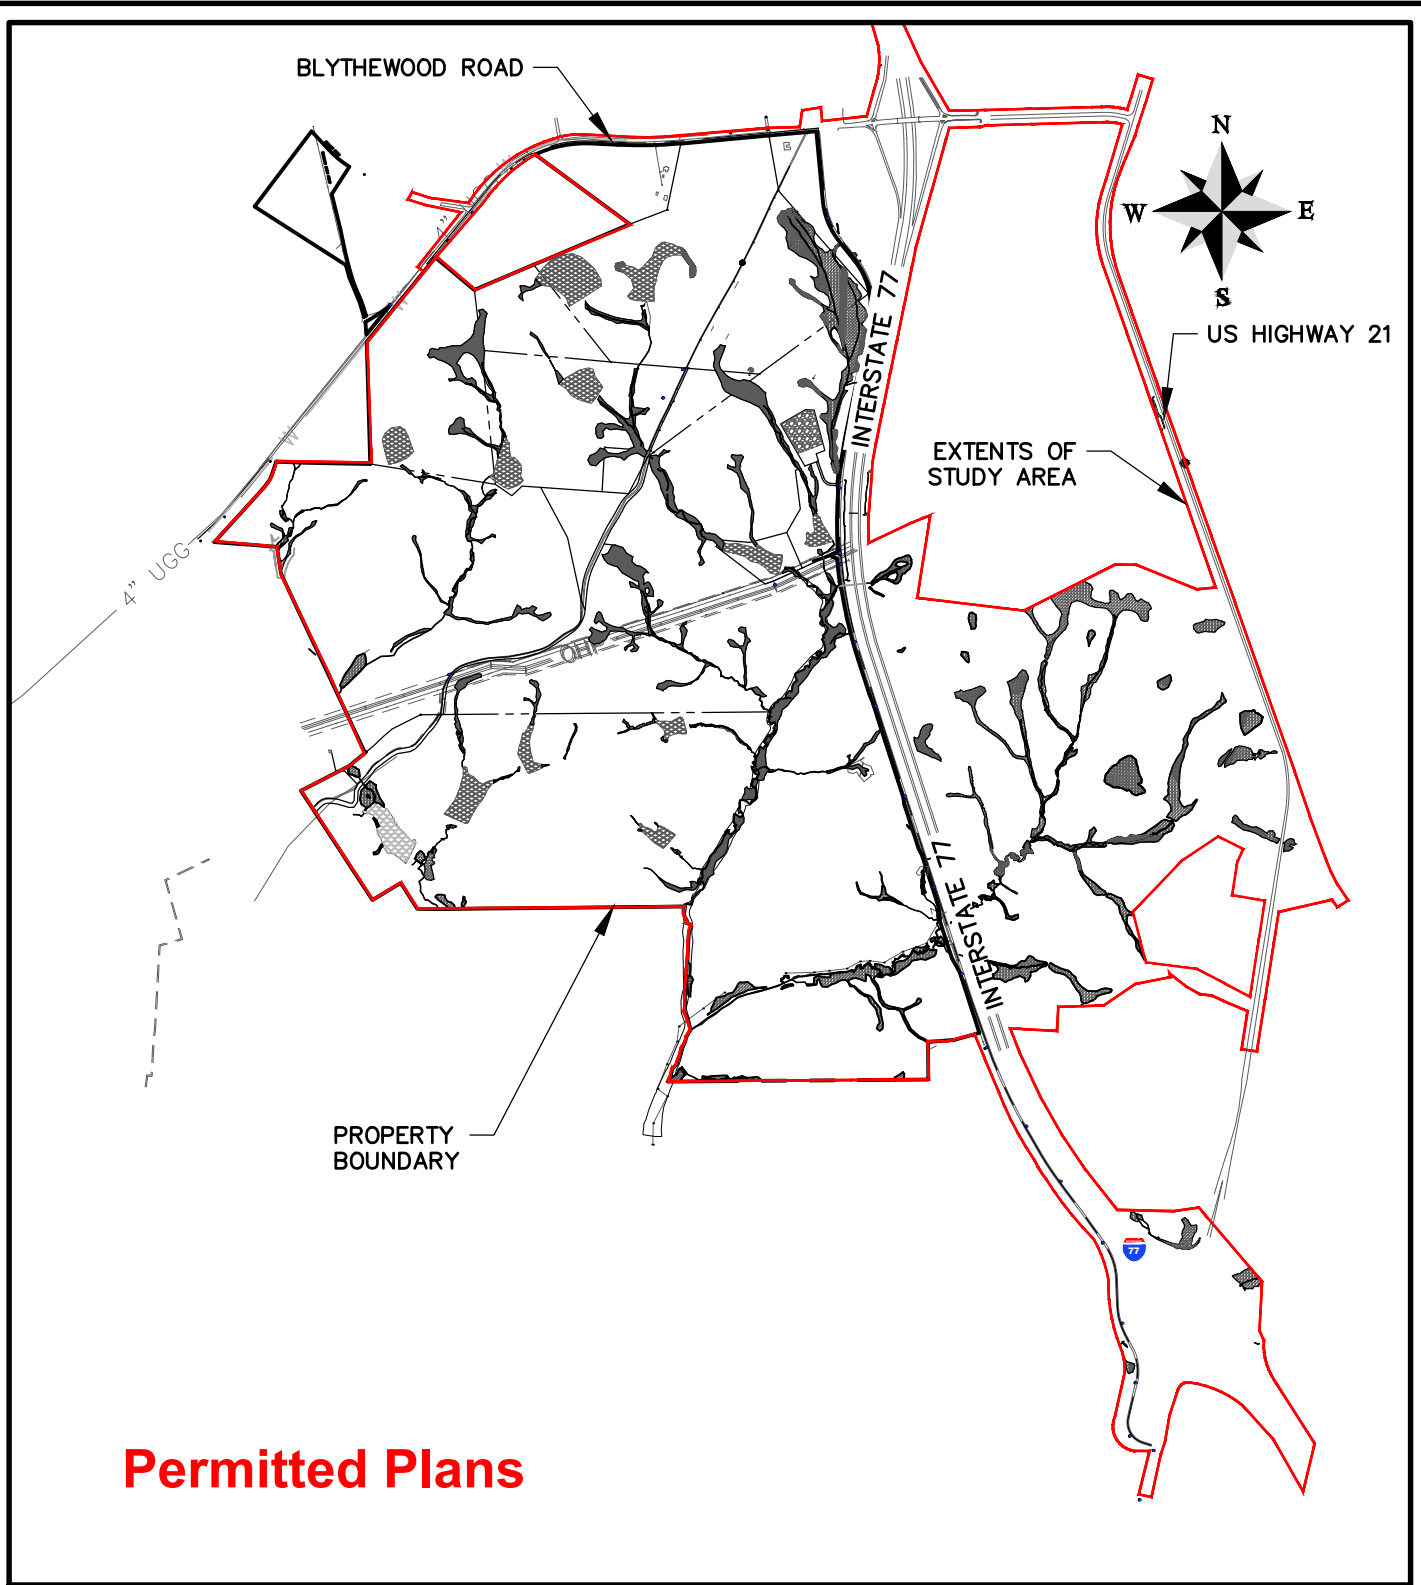 BLYTHEWOOD ROAD
N
W
E
S
US HIGHWAY 21
INTERSTATE 77
EXTENTS OF
STUDY AREA
4"
W
W
4" UGG
OHP
INTERSTATE 77
PROPERTY
BOUNDARY
77
Permitted Plans